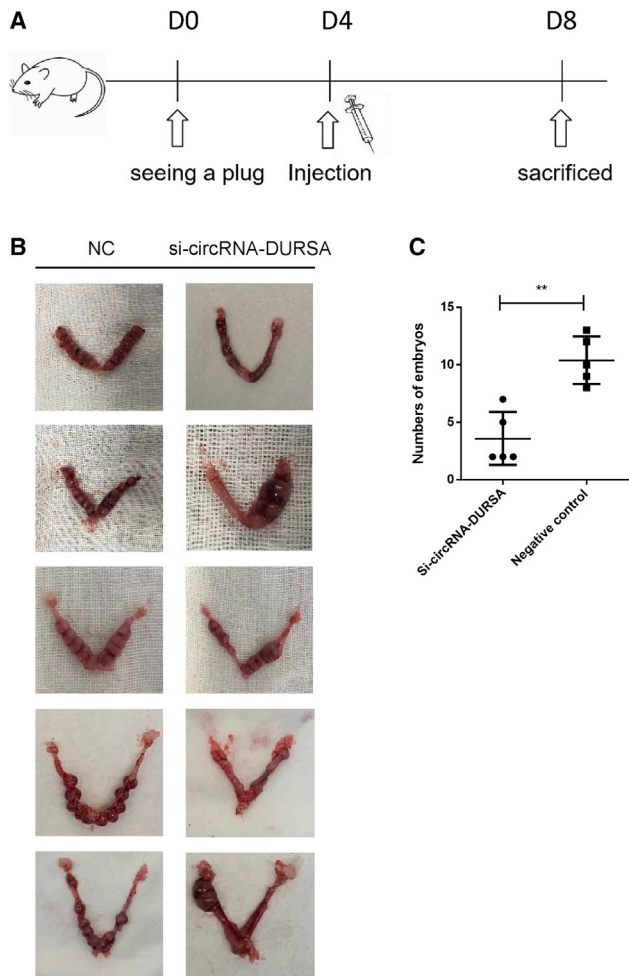 A
D0 D4 D8
seeing a plug Injection sacrificed
B
NC si-circRNA-DURSA
C
**
15
10
5
0
Numbers of embryos
Si-circRNA-DURSA
Negative control